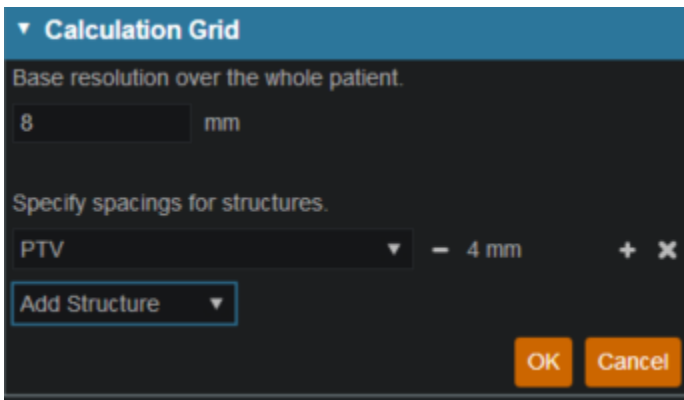 Calculation Grid
Base resolution over the whole patient.
8 mm
Specify spacings for structures.
PTV − 4 mm + ×
Add Structure
OK Cancel